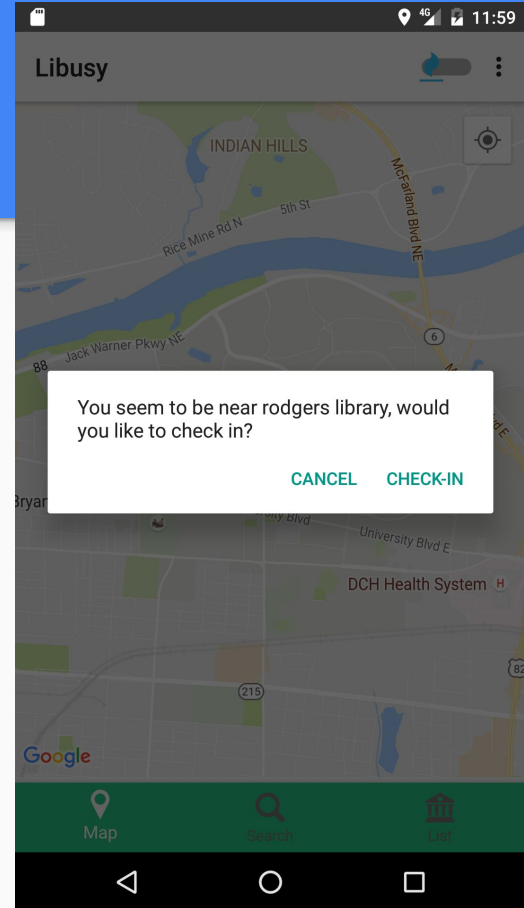 4G 11:59
Libusy
INDIAN HILLS
McFarland Blvd NE
5th St
Rice Mine Rd N
6
Jack Warner Pkwy NE
88
You seem to be near rodgers library, would
you like to check in?
CANCEL CHECK-IN
Bryan
Blvd
University Blvd E
DCH Health System H
82
215
Google
Map Search List